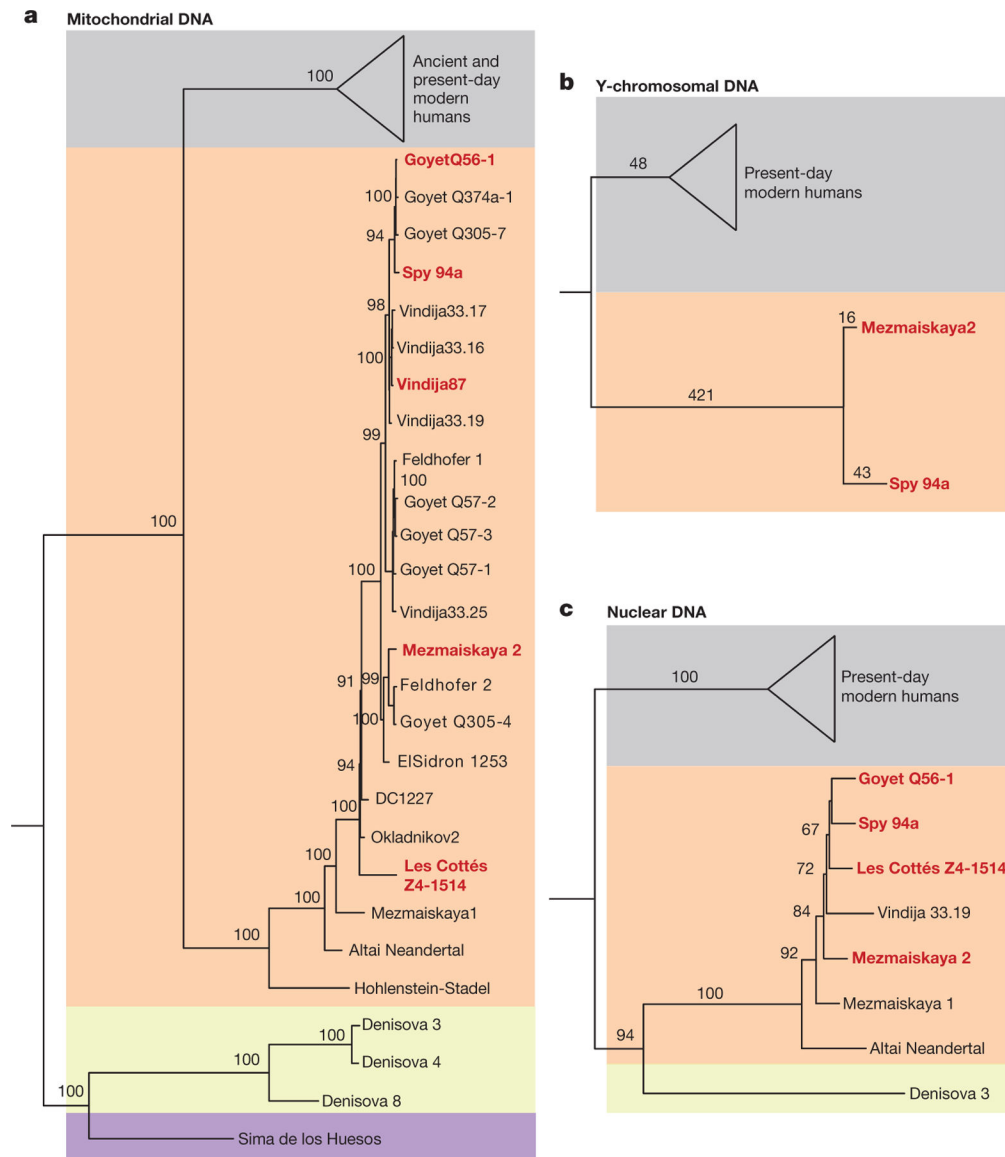 a
Mitochondrial DNA
100
Ancient and
present-day
modern
humans
GoyetQ56-1
100
Goyet Q374a-1
94
Goyet Q305-7
Spy 94a
98
Vindija33.17
100
Vindija33.16
Vindija87
99
Vindija33.19
Feldhofer 1
100
Goyet Q57-2
100
Goyet Q57-3
100
Goyet Q57-1
Vindija33.25
Mezmaiskaya 2
91
99
Feldhofer 2
100
Goyet Q305-4
94
ElSidron 1253
100
DC1227
Okladnikov2
100
Les Cottés
Z4-1514
100
Mezmaiskaya1
100
Altai Neandertal
Hohlenstein-Stadel
100
Denisova 3
100
Denisova 4
100
Denisova 8
Sima de los Huesos
b
Y-chromosomal DNA
48
Present-day
modern humans
16
Mezmaiskaya2
421
43
Spy 94a
c
Nuclear DNA
100
Present-day
modern humans
Goyet Q56-1
67
Spy 94a
72
Les Cottés Z4-1514
84
Vindija 33.19
92
Mezmaiskaya 2
100
Mezmaiskaya 1
94
Altai Neandertal
Denisova 3